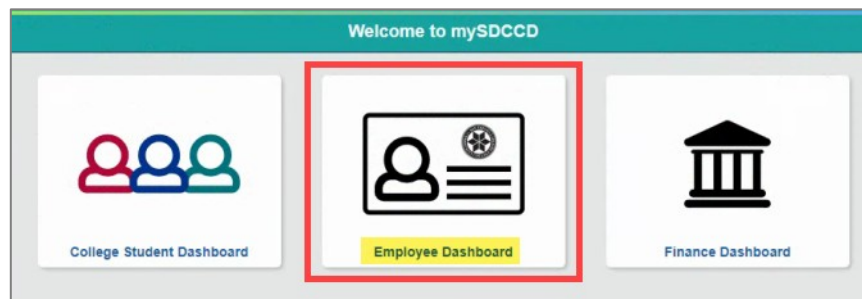 Welcome to mySDCCD
College Student Dashboard
Employee Dashboard
Finance Dashboard